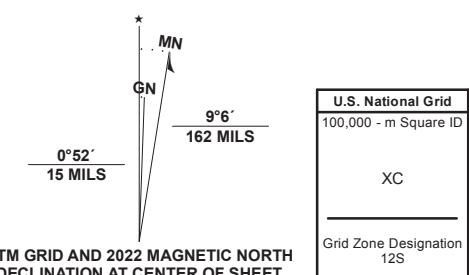 ★
MN
GN
9°6´
162 MILS
0°52´
15 MILS
TM GRID AND 2022 MAGNETIC NORTH
DECLINATION AT CENTER OF SHEET
U.S. National Grid
100,000 - m Square ID
XC
Grid Zone Designation
12S